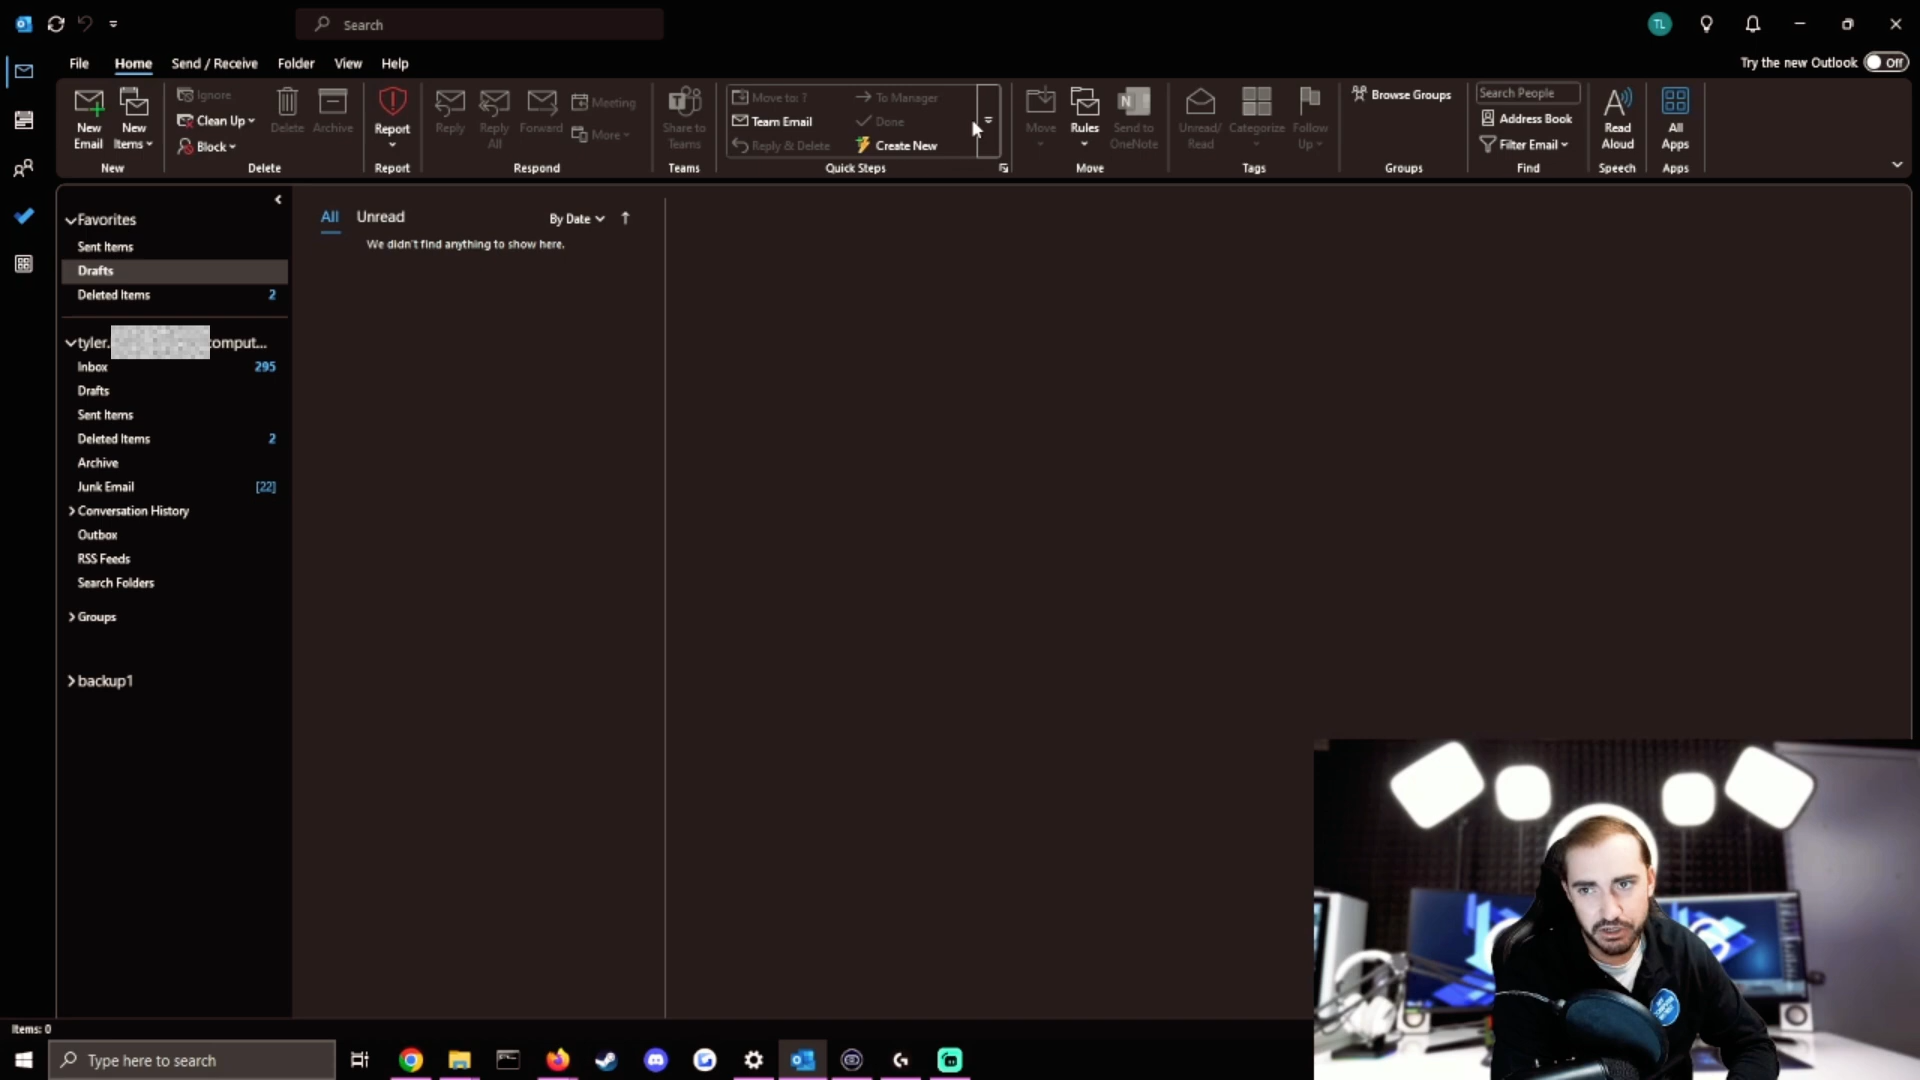 Search
TL
File Home Send / Receive Folder View Help
Try the new Outlook Off
New Email
New Items
New
Ignore
Clean Up
Block
Delete
Archive
Delete
Report
Report
Reply
Reply All
Forward
Meeting
More
Respond
Share to Teams
Teams
Move to: ?
Team Email
Reply & Delete
To Manager
Done
Create New
Quick Steps
Move
Rules
Send to OneNote
Move
Unread/ Read
Categorize
Follow Up
Tags
Browse Groups
Groups
Search People
Address Book
Filter Email
Find
Read Aloud
Speech
All Apps
Apps
Favorites
Sent Items
Drafts
Deleted Items 2
tyler. comput...
Inbox 295
Drafts
Sent Items
Deleted Items 2
Archive
Junk Email [22]
Conversation History
Outbox
RSS Feeds
Search Folders
Groups
backup1
All Unread By Date
We didn't find anything to show here.
Items: 0
Type here to search